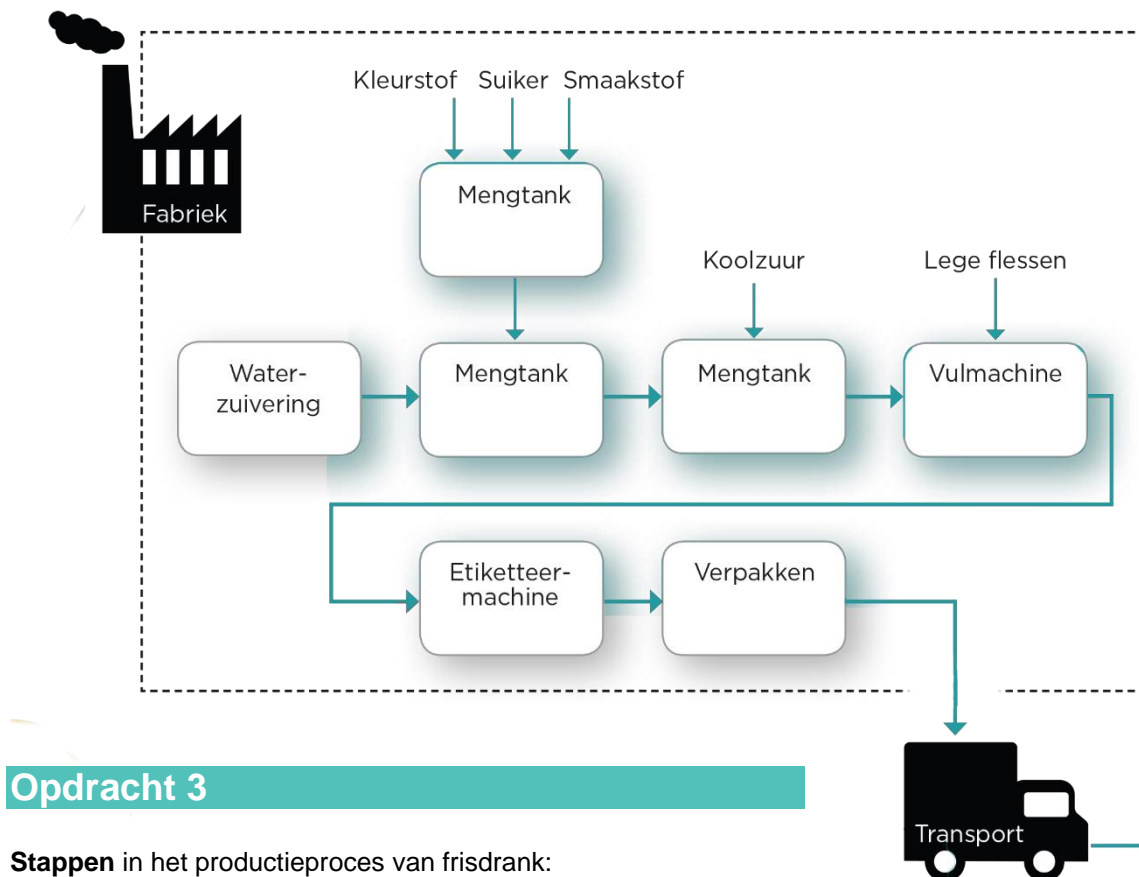 Kleurstof Suiker Smaakstof
Mengtank
Fabriek
Koolzuur
Lege flessen
Water-
zuivering
Mengtank
Mengtank
Vulmachine
Etiketteer-
machine
Verpakken
Opdracht 3
Transport
Stappen in het productieproces van frisdrank: